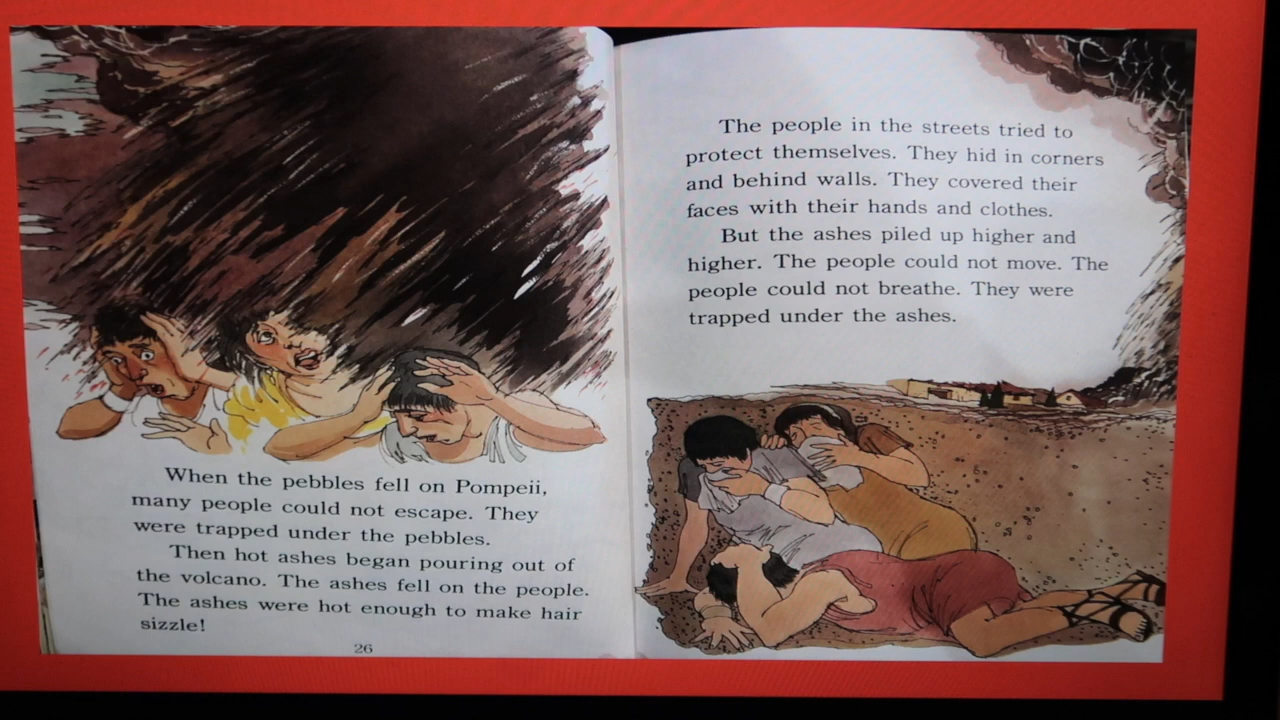 When the pebbles fell on Pompeii,
many people could not escape. They
were trapped under the pebbles.
Then hot ashes began pouring out of
the volcano. The ashes fell on the people.
The ashes were hot enough to make hair
sizzle!
26
The people in the streets tried to
protect themselves. They hid in corners
and behind walls. They covered their
faces with their hands and clothes.
But the ashes piled up higher and
higher. The people could not move. The
people could not breathe. They were
trapped under the ashes.